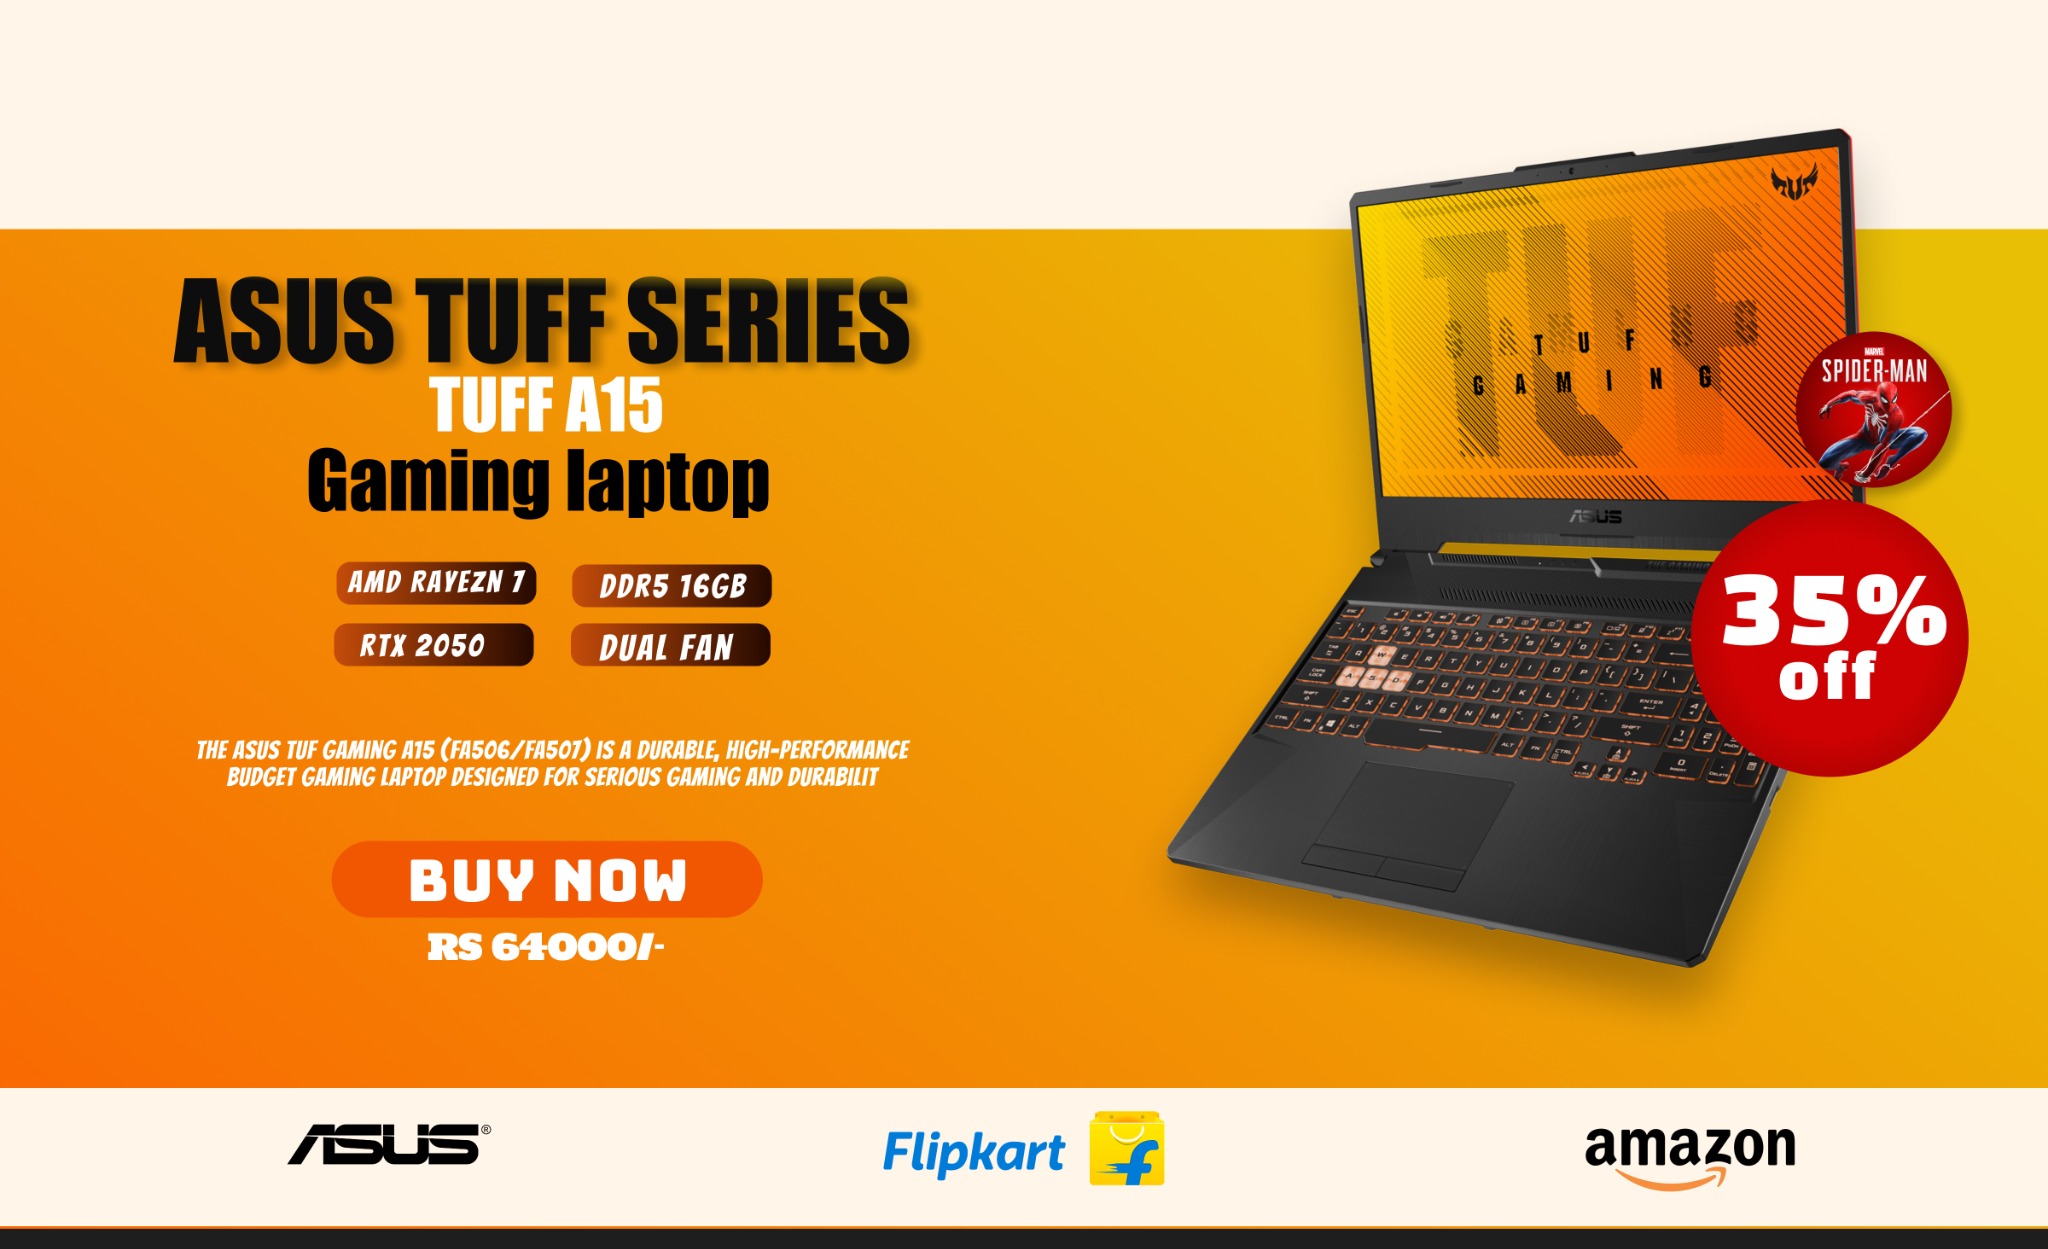 ASUS TUFF SERIES
TUFF A15
Gaming laptop
AMD RAYEZN 7
DDR5 16GB
RTX 2050
DUAL FAN
THE ASUS TUF GAMING A15 (FA506/FA507) IS A DURABLE, HIGH-PERFORMANCE
BUDGET GAMING LAPTOP DESIGNED FOR SERIOUS GAMING AND DURABILIT
BUY NOW
RS 64000/-
TUF
TUF
TUF
GAMING
ASUS
MARVEL
SPIDER-MAN
35%
off
ASUS®
Flipkart
f
amazon